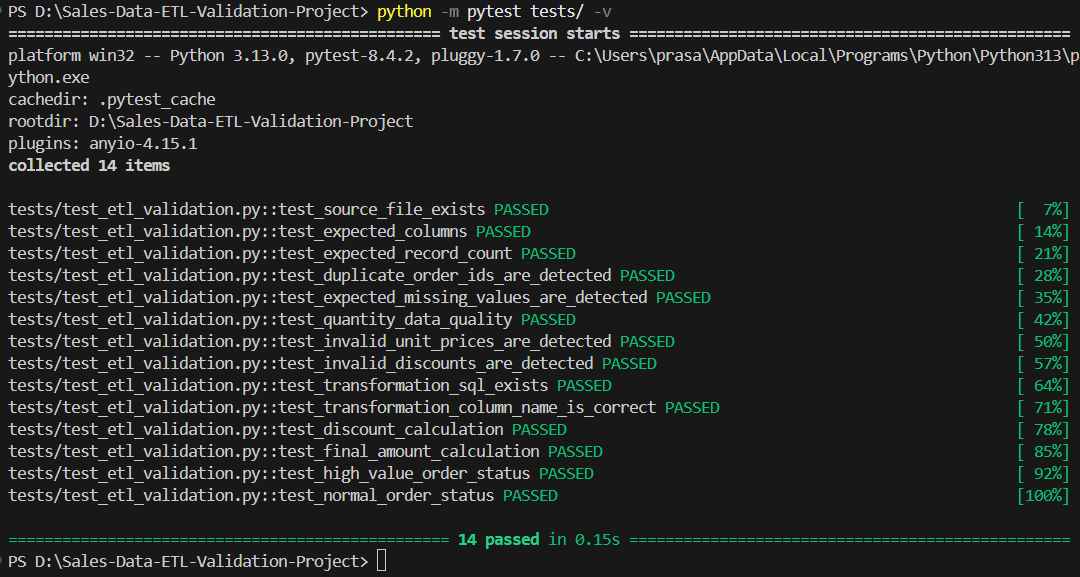 PS D:\Sales-Data-ETL-Validation-Project> python -m pytest tests/ -v
============================================== test session starts ==============================================
platform win32 -- Python 3.13.0, pytest-8.4.2, pluggy-1.7.0 -- C:\Users\prasa\AppData\Local\Programs\Python\Python313\p
ython.exe
cachedir: .pytest_cache
rootdir: D:\Sales-Data-ETL-Validation-Project
plugins: anyio-4.15.1
collected 14 items
tests/test_etl_validation.py::test_source_file_exists PASSED [  7%]
tests/test_etl_validation.py::test_expected_columns PASSED [ 14%]
tests/test_etl_validation.py::test_expected_record_count PASSED [ 21%]
tests/test_etl_validation.py::test_duplicate_order_ids_are_detected PASSED [ 28%]
tests/test_etl_validation.py::test_expected_missing_values_are_detected PASSED [ 35%]
tests/test_etl_validation.py::test_quantity_data_quality PASSED [ 42%]
tests/test_etl_validation.py::test_invalid_unit_prices_are_detected PASSED [ 50%]
tests/test_etl_validation.py::test_invalid_discounts_are_detected PASSED [ 57%]
tests/test_etl_validation.py::test_transformation_sql_exists PASSED [ 64%]
tests/test_etl_validation.py::test_transformation_column_name_is_correct PASSED [ 71%]
tests/test_etl_validation.py::test_discount_calculation PASSED [ 78%]
tests/test_etl_validation.py::test_final_amount_calculation PASSED [ 85%]
tests/test_etl_validation.py::test_high_value_order_status PASSED [ 92%]
tests/test_etl_validation.py::test_normal_order_status PASSED [100%]
================================================ 14 passed in 0.15s ================================================
PS D:\Sales-Data-ETL-Validation-Project>